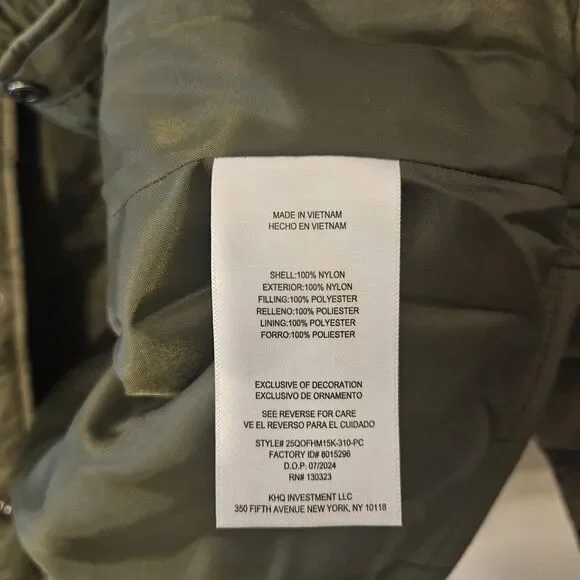 MADE IN VIETNAM
HECHO EN VIETNAM
SHELL:100% NYLON
EXTERIOR:100% NYLON
FILLING:100% POLYESTER
RELLENO:100% POLYESTER
LINING:100% POLYESTER
FORRO:100% POLIESTER
EXCLUSIVE OF DECORATION
EXCLUSIVO DE ORNAMENTO
SEE REVERSE FOR CARE
VE EL REVERSO PARA EL CUIDADO
STYLE# 25QOFHM15K-310-PC
FACTORY ID# 8015296
D.O.P: 07/2024
RN# 130323
KHQ INVESTMENT LLC
350 FIFTH AVENUE NEW YORK, NY 10118